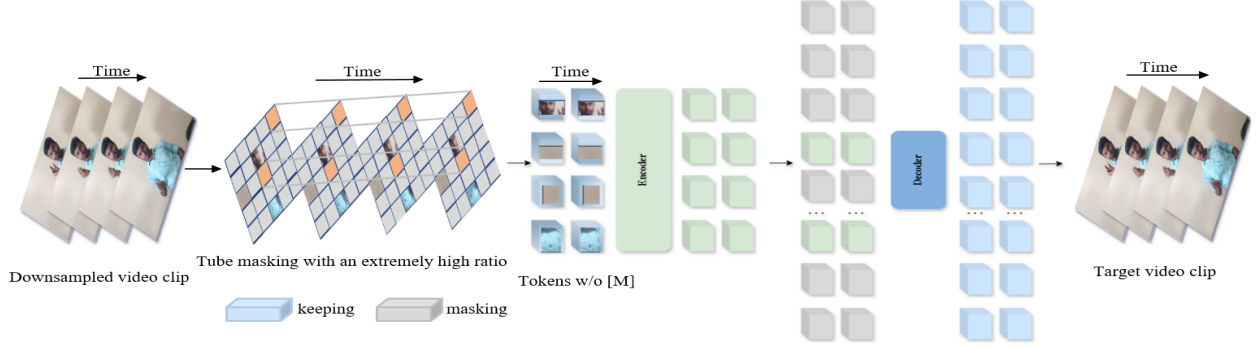 Time
Time
Time
Time
Encoder
Decoder
...
...
...
...
Downsampled video clip
Tube masking with an extremely high ratio
Tokens w/o [M]
Target video clip
keeping
masking